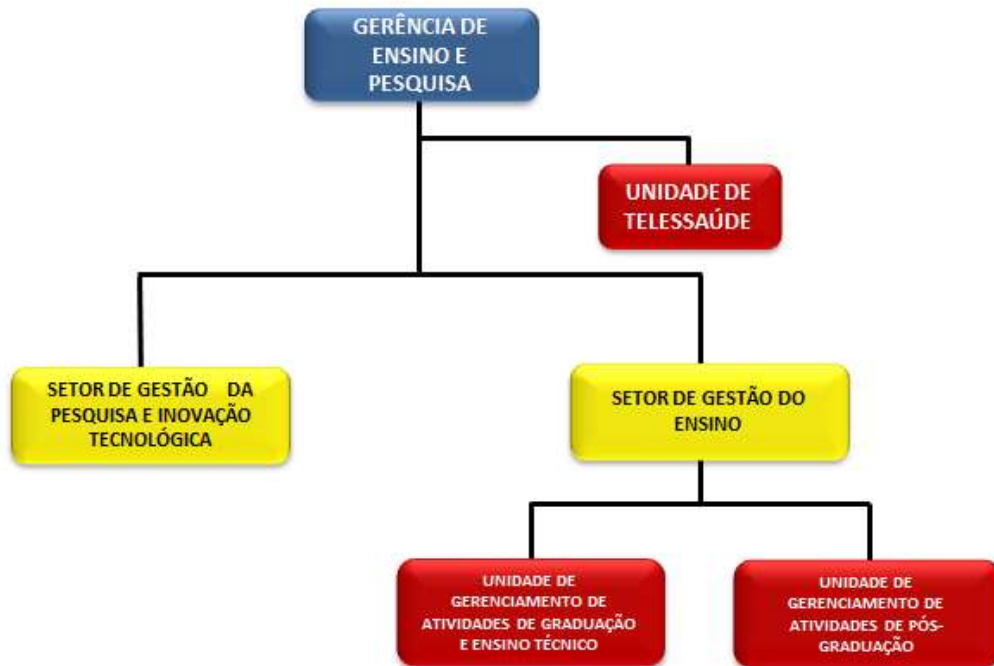 GERÊNCIA DE
ENSINO E
PESQUISA
UNIDADE DE
TELESSAÚDE
SETOR DE GESTÃO DA
PESQUISA E INOVAÇÃO
TECNOLÓGICA
SETOR DE GESTÃO DO
ENSINO
UNIDADE DE
GERENCIAMENTO DE
ATIVIDADES DE GRADUAÇÃO
E ENSINO TÉCNICO
UNIDADE DE
GERENCIAMENTO DE
ATIVIDADES DE PÓS-
GRADUAÇÃO